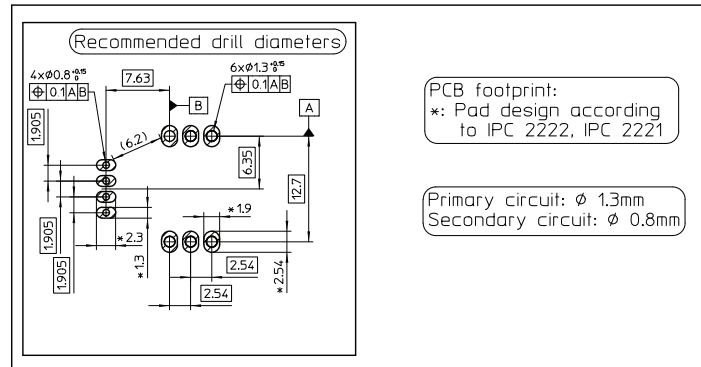 Recommended drill diameters
4xØ0.8 +0.15 0
⌖ 0.1 A B
7.63
6xØ1.3 +0.15 0
⌖ 0.1 A B
B
A
(6.2)
1.905
6.35
12.7
*1.9
*2.3
*1.3
1.905
1.905
2.54
2.54
*2.54
PCB footprint:
*: Pad design according
to IPC 2222, IPC 2221
Primary circuit: Ø 1.3mm
Secondary circuit: Ø 0.8mm